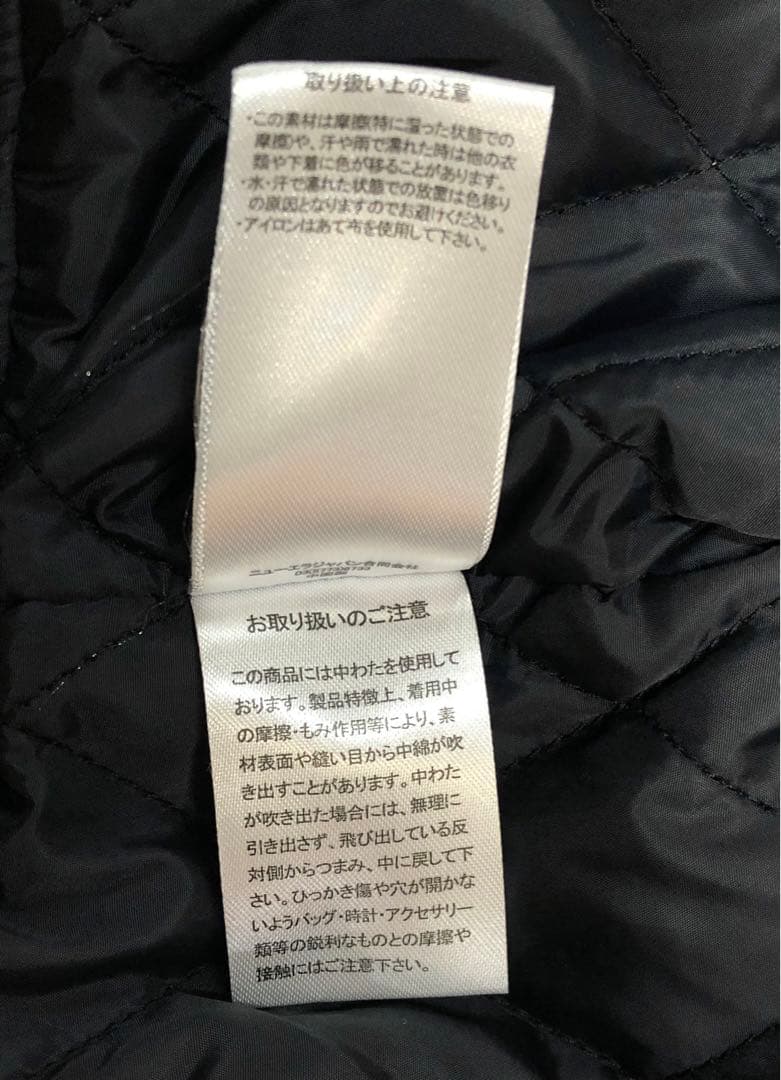 取り扱い上の注意
・この素材は摩擦(特に湿った状態での
摩擦)や、汗や雨で濡れた時は他の衣
類や下着に色が移ることがあります。
・水・汗で濡れた状態での放置は色移り
の原因となりますのでお避けください。
・アイロンはあて布を使用して下さい。
ニューエラジャパン合同会社
お取り扱いのご注意
この商品には中わたを使用して
おります。製品特徴上、着用中
の摩擦・もみ作用等により、素
材表面や縫い目から中綿が吹
き出すことがあります。中わた
が吹き出た場合には、無理に
引き出さず、飛び出している反
対側からつまみ、中に戻して下
さい。ひっかき傷や穴が開かな
いようバッグ・時計・アクセサリー
類等の鋭利なものとの摩擦や
接触にはご注意下さい。